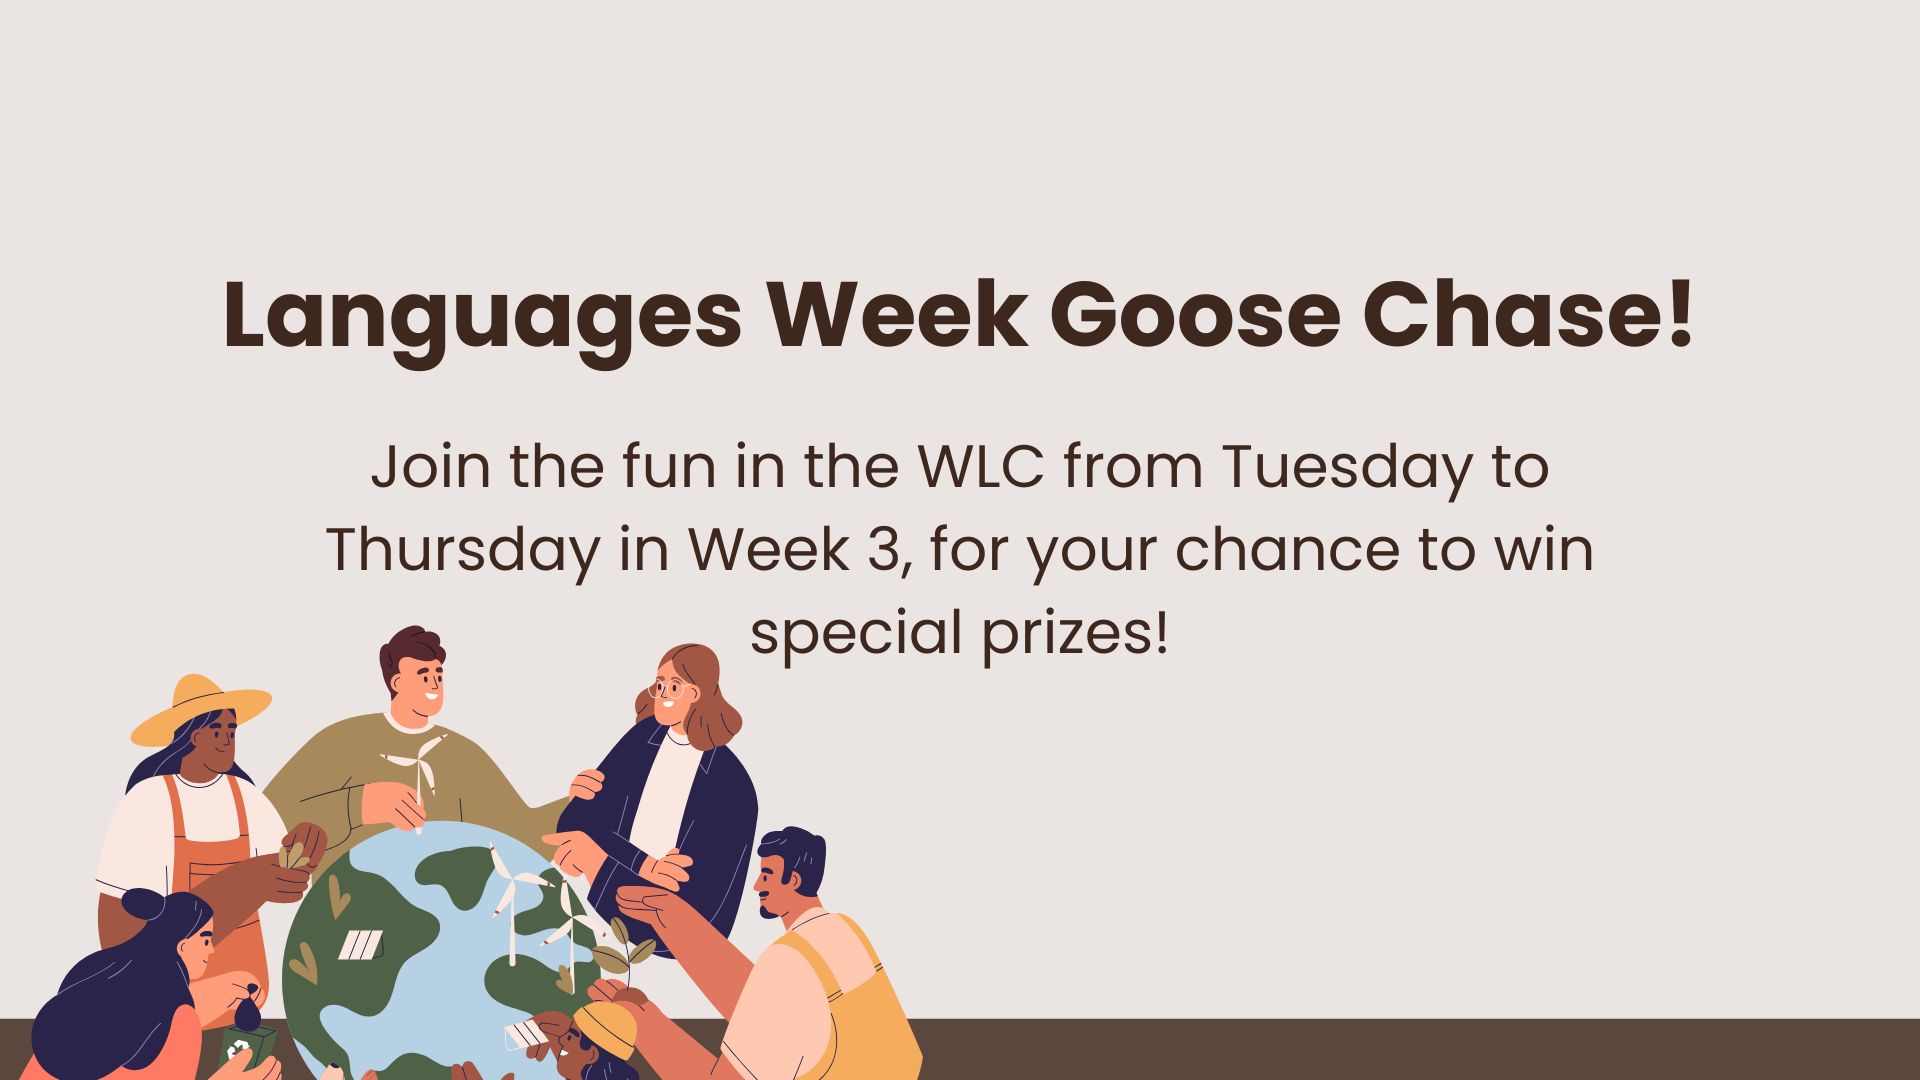 Languages Week Goose Chase!
Join the fun in the WLC from Tuesday to
Thursday in Week 3, for your chance to win
special prizes!